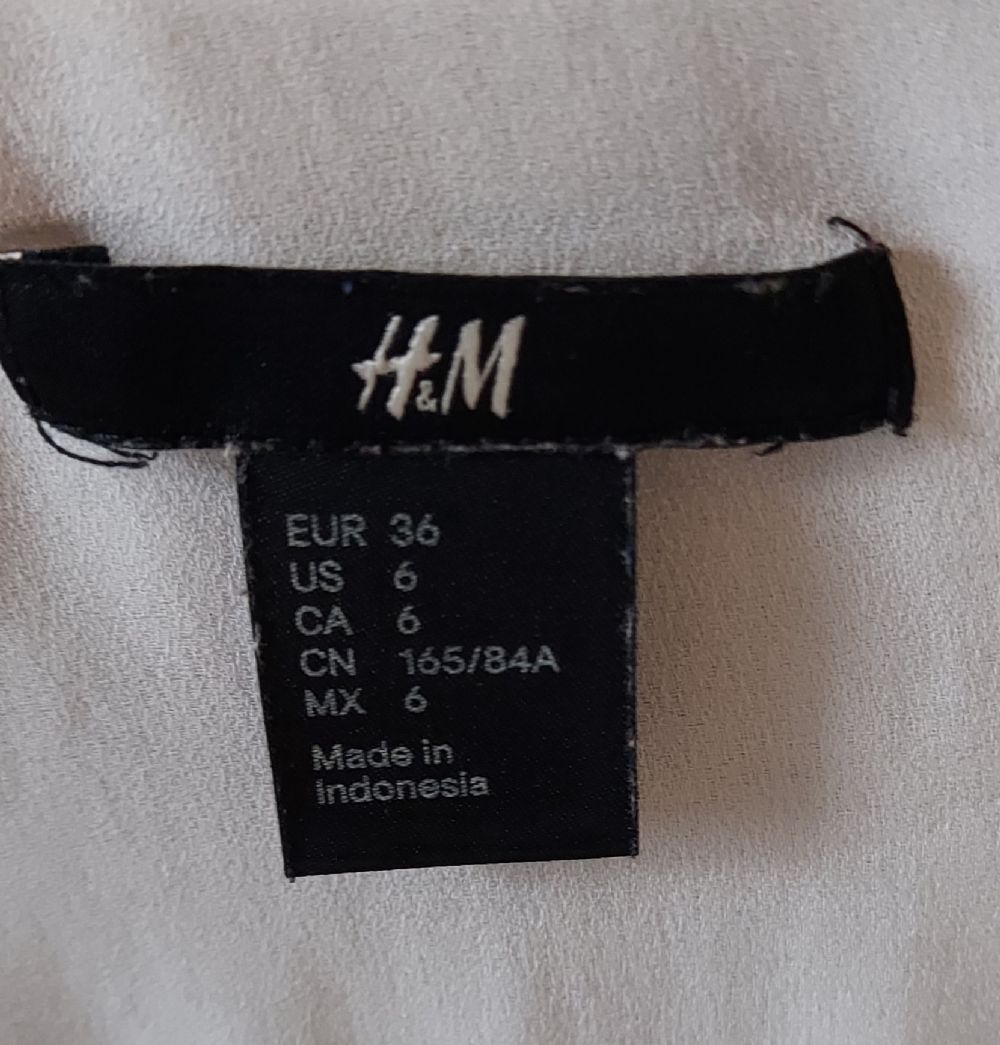 H&M
EUR 36
US 6
CA 6
CN 165/84A
MX 6
Made in
Indonesia